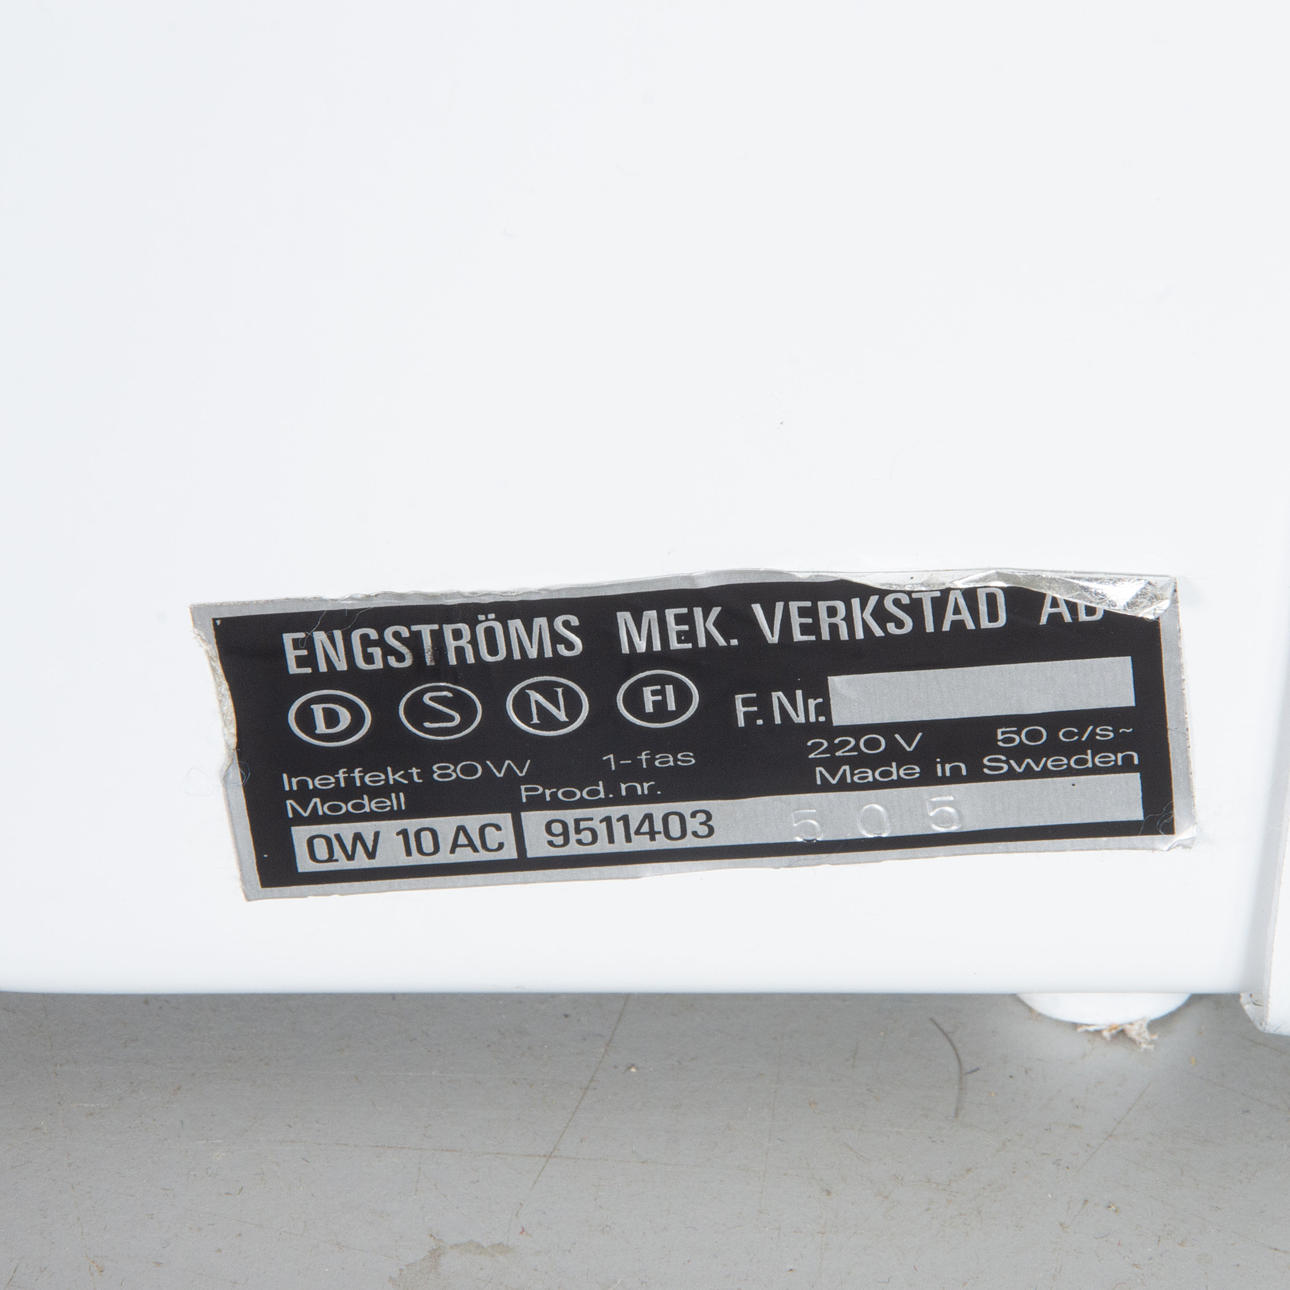 ENGSTRÖMS MEK. VERKSTAD AB
D S N FI F. Nr.
Ineffekt 80W 1-fas 220 V 50 c/s~
Modell Prod. nr. Made in Sweden
QW 10 AC 9511403 505